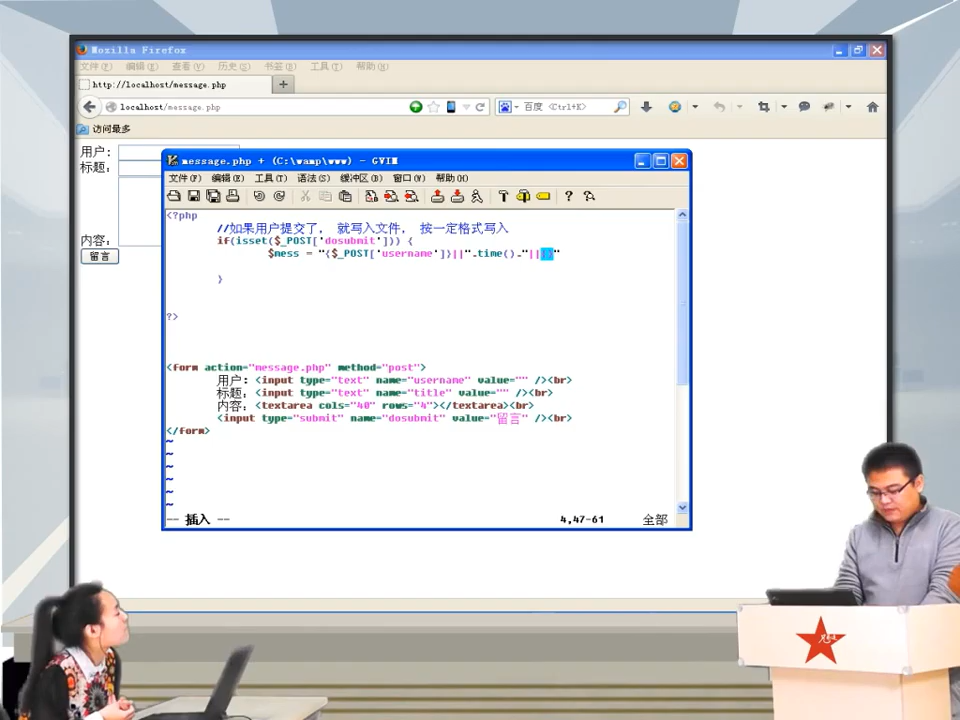 Mozilla Firefox
文件(F) 编辑(E) 查看(V) 历史(S) 书签(B) 工具(T) 帮助(H)
http://localhost/message.php
localhost/message.php
百度 <Ctrl+K>
访问最多
用户:
标题:
内容:
留言
message.php + (C:\wamp\www) - GVIM
文件(F) 编辑(E) 工具(T) 语法(S) 缓冲区(B) 窗口(W) 帮助(H)
<?php
//如果用户提交了, 就写入文件, 按一定格式写入
if(isset($_POST['dosubmit'])) {
$mess = "{$_POST['username']}||".time()."||{}"
}
?>
<form action="message.php" method="post">
用户: <input type="text" name="username" value="" /><br>
标题: <input type="text" name="title" value="" /><br>
内容: <textarea cols="40" rows="4"></textarea><br>
<input type="submit" name="dosubmit" value="留言" /><br>
</form>
~
~
~
~
~
~
-- 插入 --
4,47-61
全部